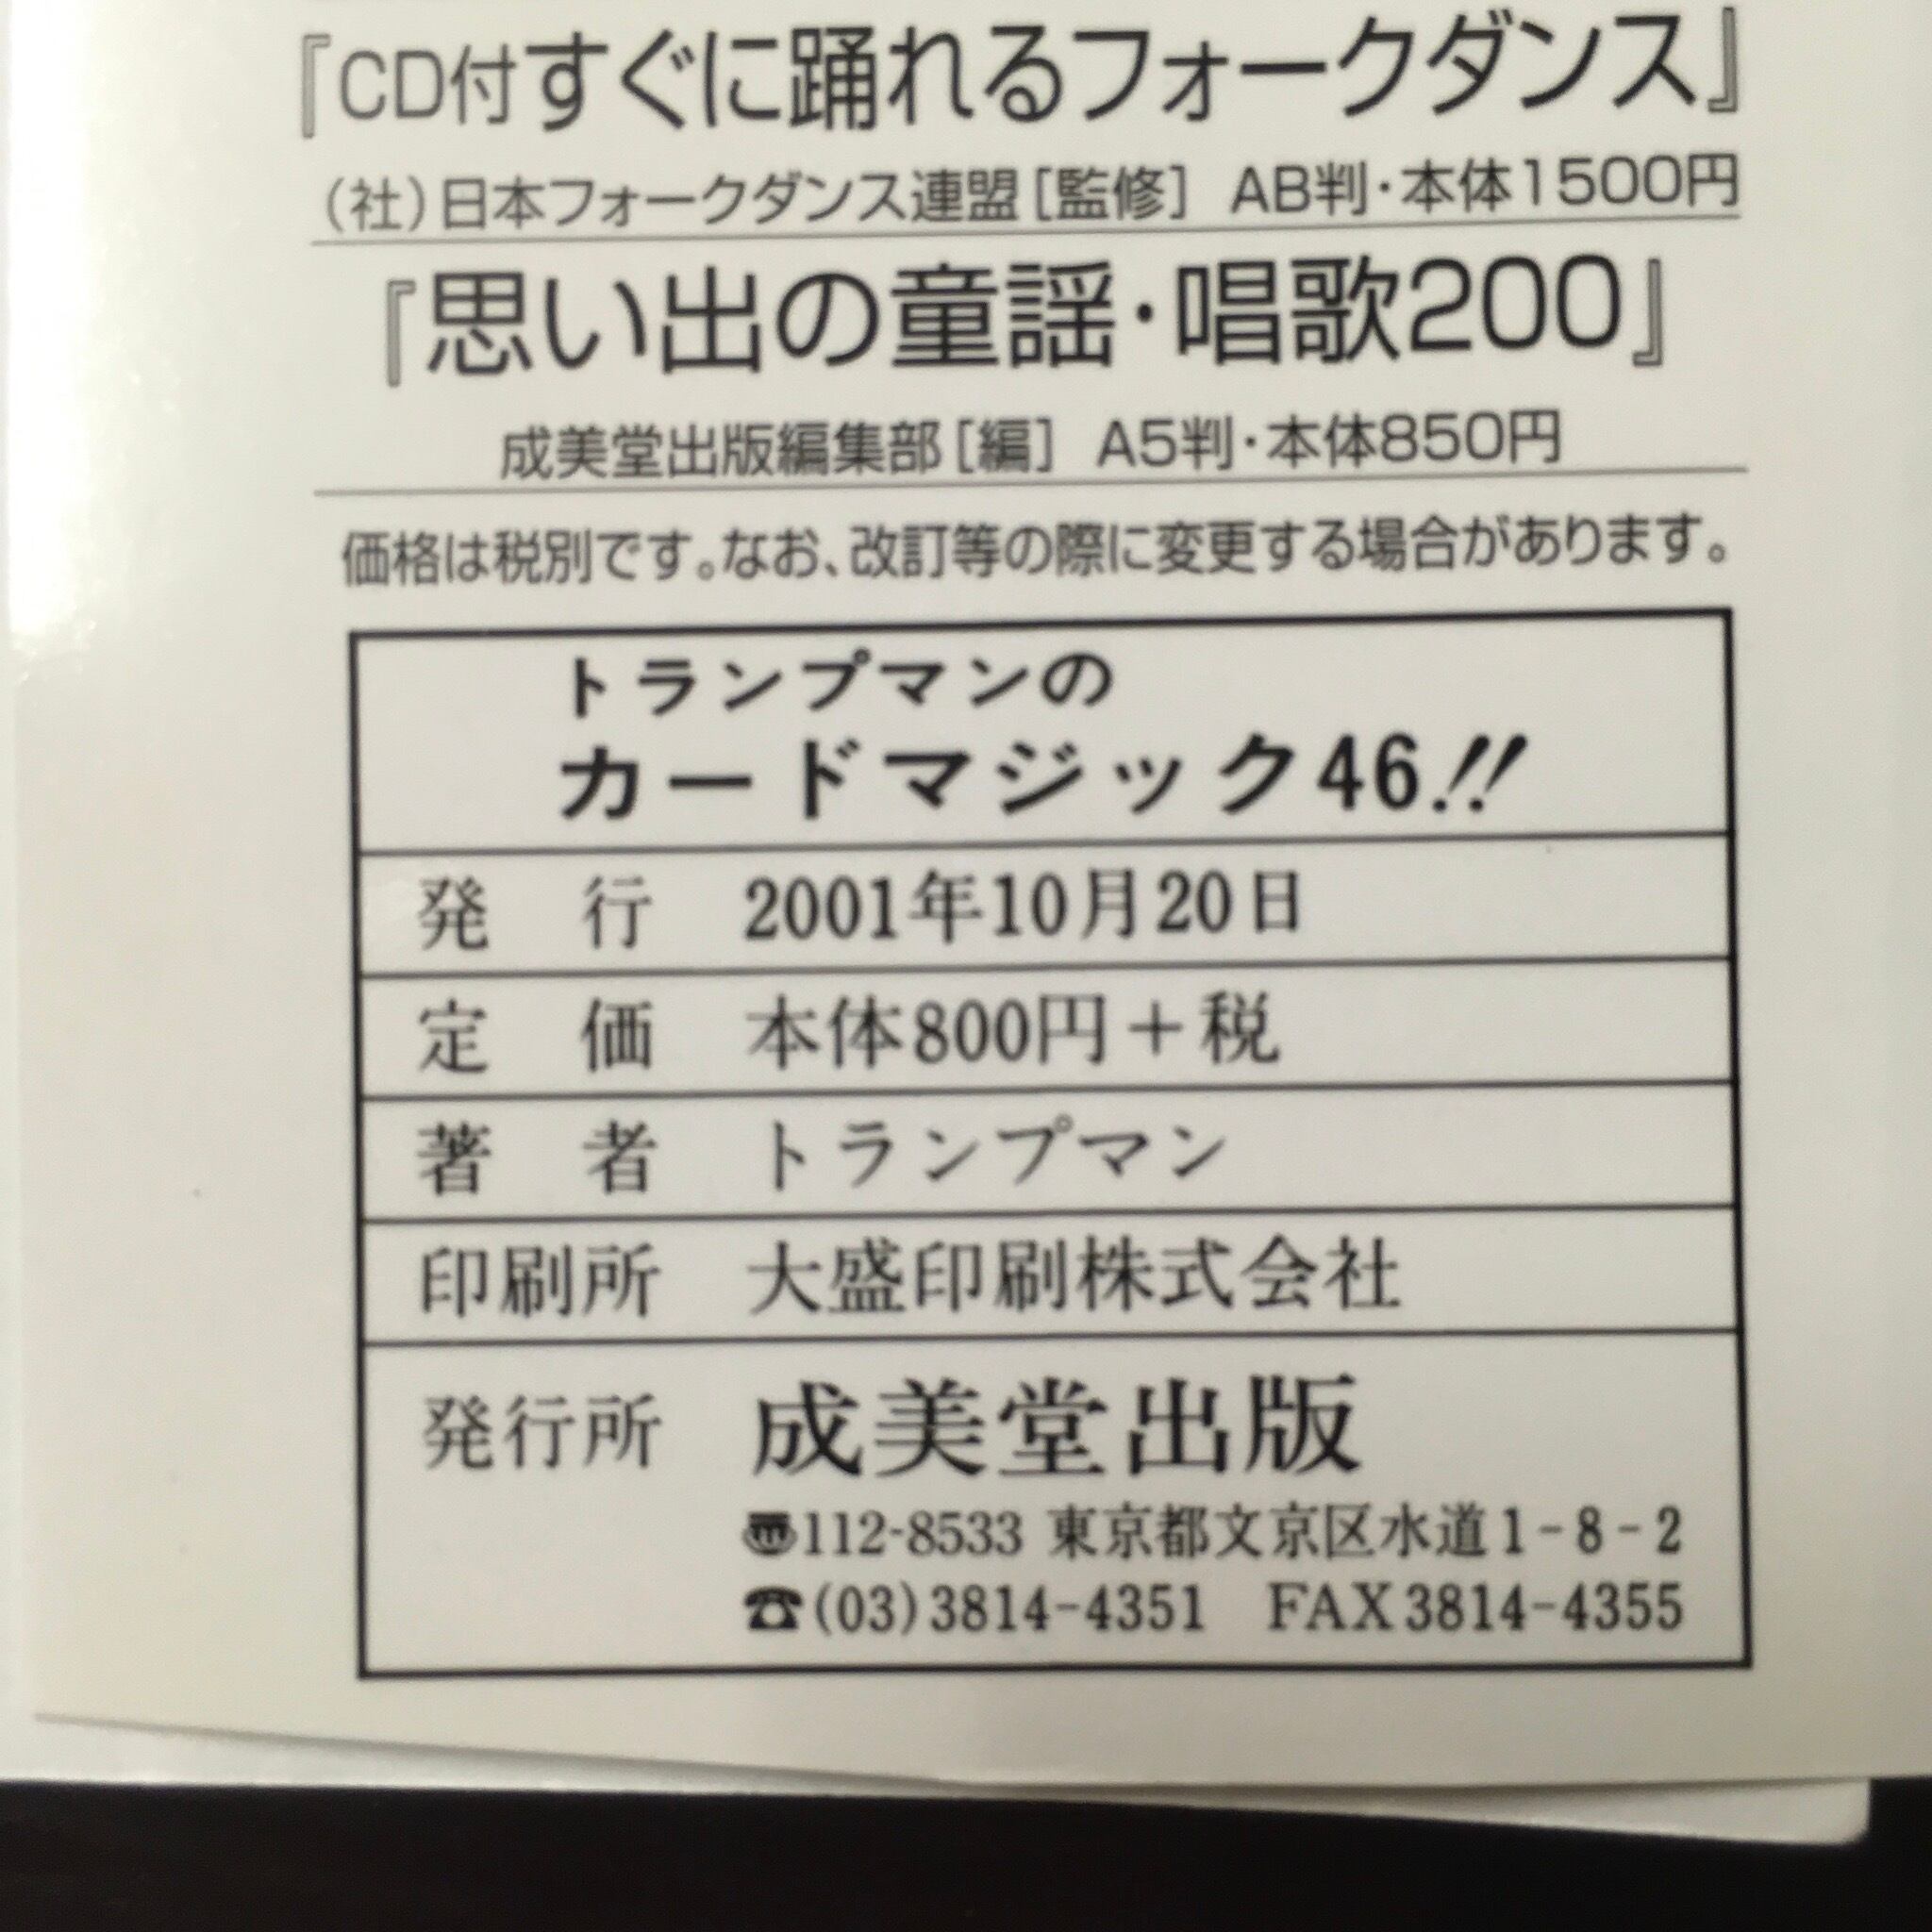 『CD付すぐに踊れるフォークダンス』
(社)日本フォークダンス連盟[監修] AB判・本体1500円
『思い出の童謡・唱歌200』
成美堂出版編集部[編] A5判・本体850円
価格は税別です。なお、改訂等の際に変更する場合があります。
トランプマンの
カードマジック46!!
発 行 2001年10月20日
定 価 本体800円+税
著 者 トランプマン
印刷所 大盛印刷株式会社
発行所 成美堂出版
〠112-8533 東京都文京区水道1-8-2
☎(03)3814-4351 FAX3814-4355